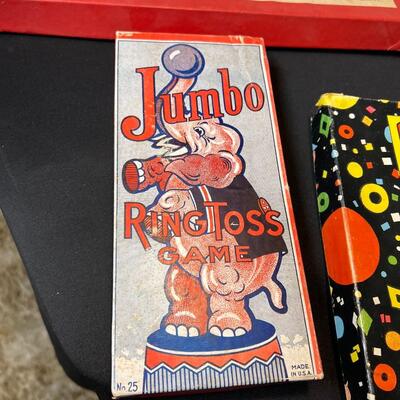 Jumbo
RING TOSS
GAME
MADE
IN U.S.A.
No. 25